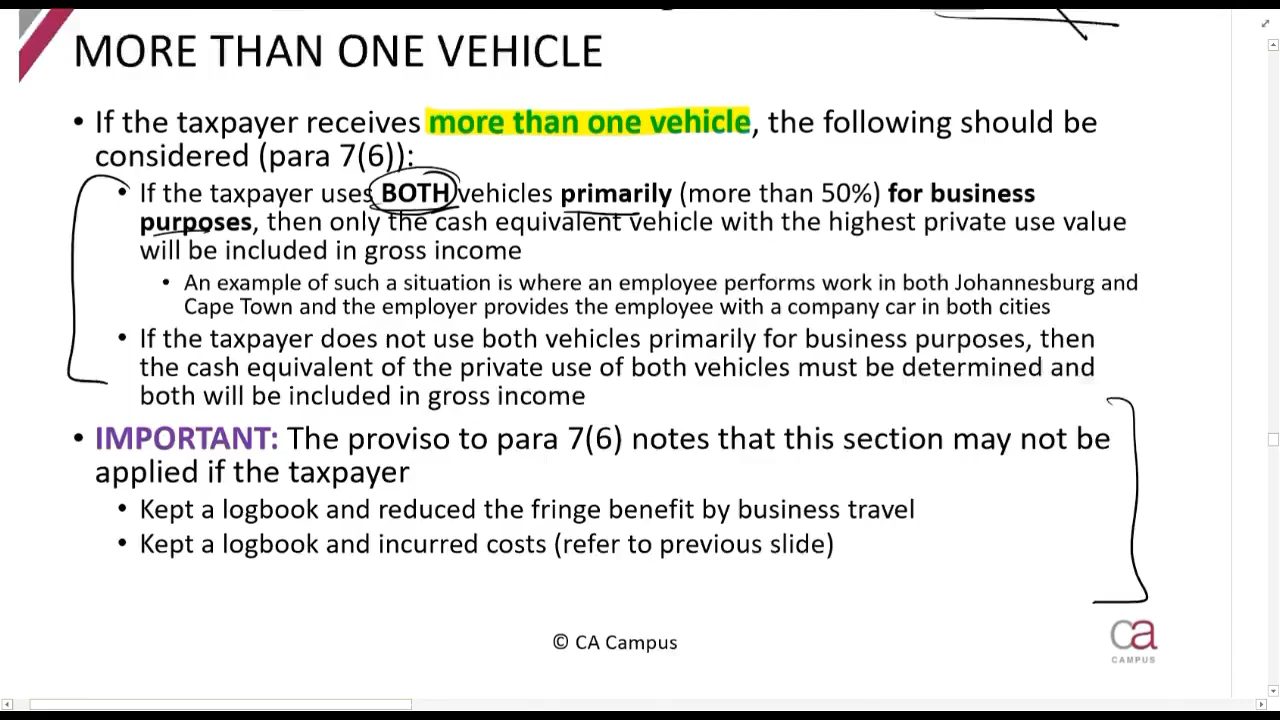 MORE THAN ONE VEHICLE
• If the taxpayer receives more than one vehicle, the following should be
considered (para 7(6)):
• If the taxpayer uses BOTH vehicles primarily (more than 50%) for business
purposes, then only the cash equivalent vehicle with the highest private use value
will be included in gross income
• An example of such a situation is where an employee performs work in both Johannesburg and
Cape Town and the employer provides the employee with a company car in both cities
• If the taxpayer does not use both vehicles primarily for business purposes, then
the cash equivalent of the private use of both vehicles must be determined and
both will be included in gross income
• IMPORTANT: The proviso to para 7(6) notes that this section may not be
applied if the taxpayer
• Kept a logbook and reduced the fringe benefit by business travel
• Kept a logbook and incurred costs (refer to previous slide)
© CA Campus
ca
CAMPUS